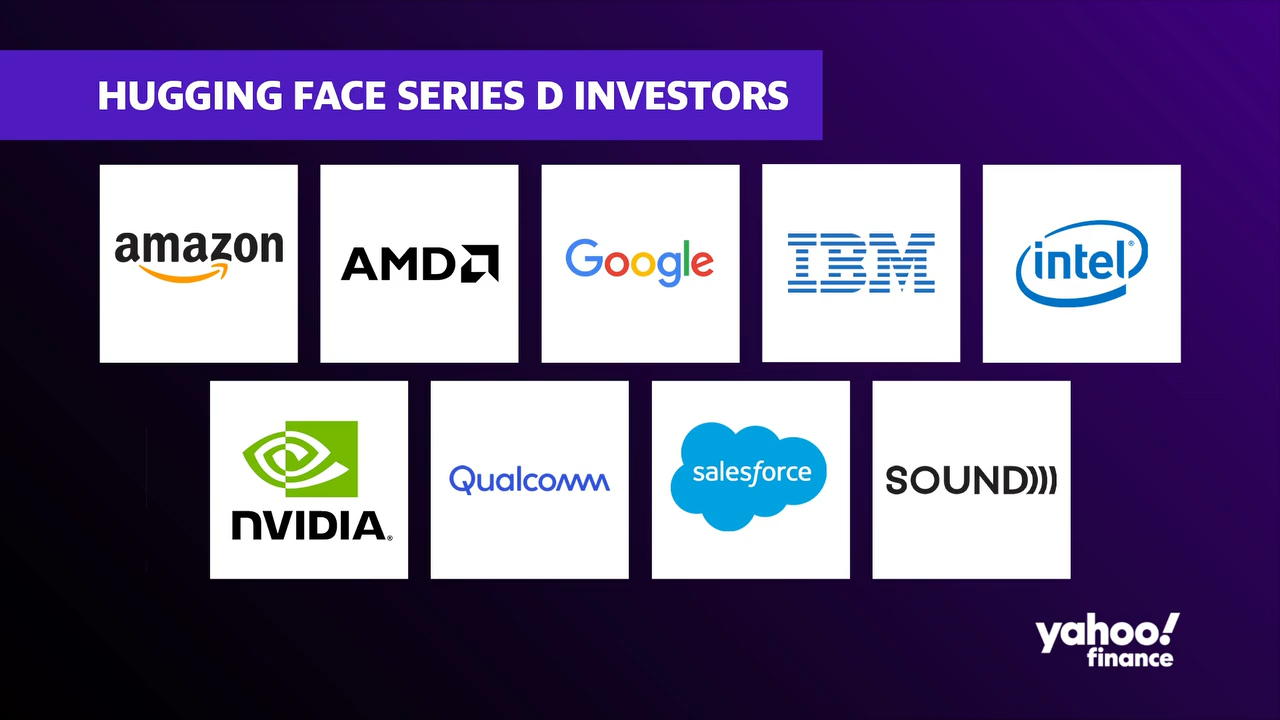 HUGGING FACE SERIES D INVESTORS
amazon
AMD
Google
IBM
intel®
NVIDIA®
Qualcomm
salesforce
SOUND
yahoo!
finance